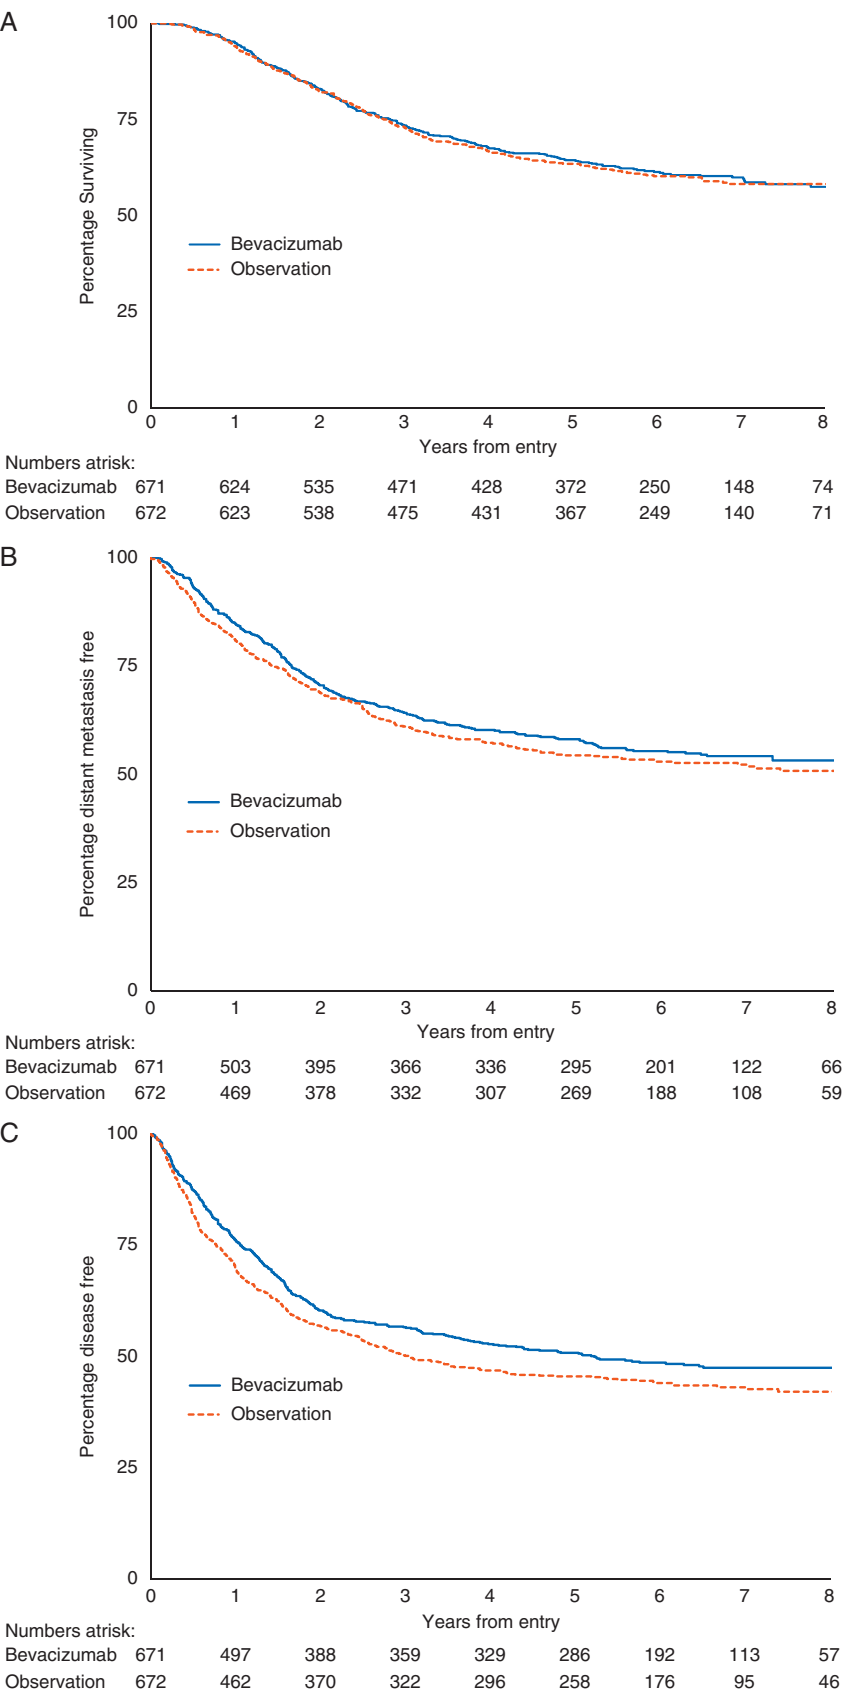 A
100
75
50
25
0
Percentage Surviving
Bevacizumab
Observation
0 1 2 3 4 5 6 7 8
Years from entry
Numbers atrisk:
Bevacizumab 671 624 535 471 428 372 250 148 74
Observation 672 623 538 475 431 367 249 140 71
B
100
75
50
25
0
Percentage distant metastasis free
Bevacizumab
Observation
0 1 2 3 4 5 6 7 8
Years from entry
Numbers atrisk:
Bevacizumab 671 503 395 366 336 295 201 122 66
Observation 672 469 378 332 307 269 188 108 59
C
100
75
50
25
0
Percentage disease free
Bevacizumab
Observation
0 1 2 3 4 5 6 7 8
Years from entry
Numbers atrisk:
Bevacizumab 671 497 388 359 329 286 192 113 57
Observation 672 462 370 322 296 258 176 95 46